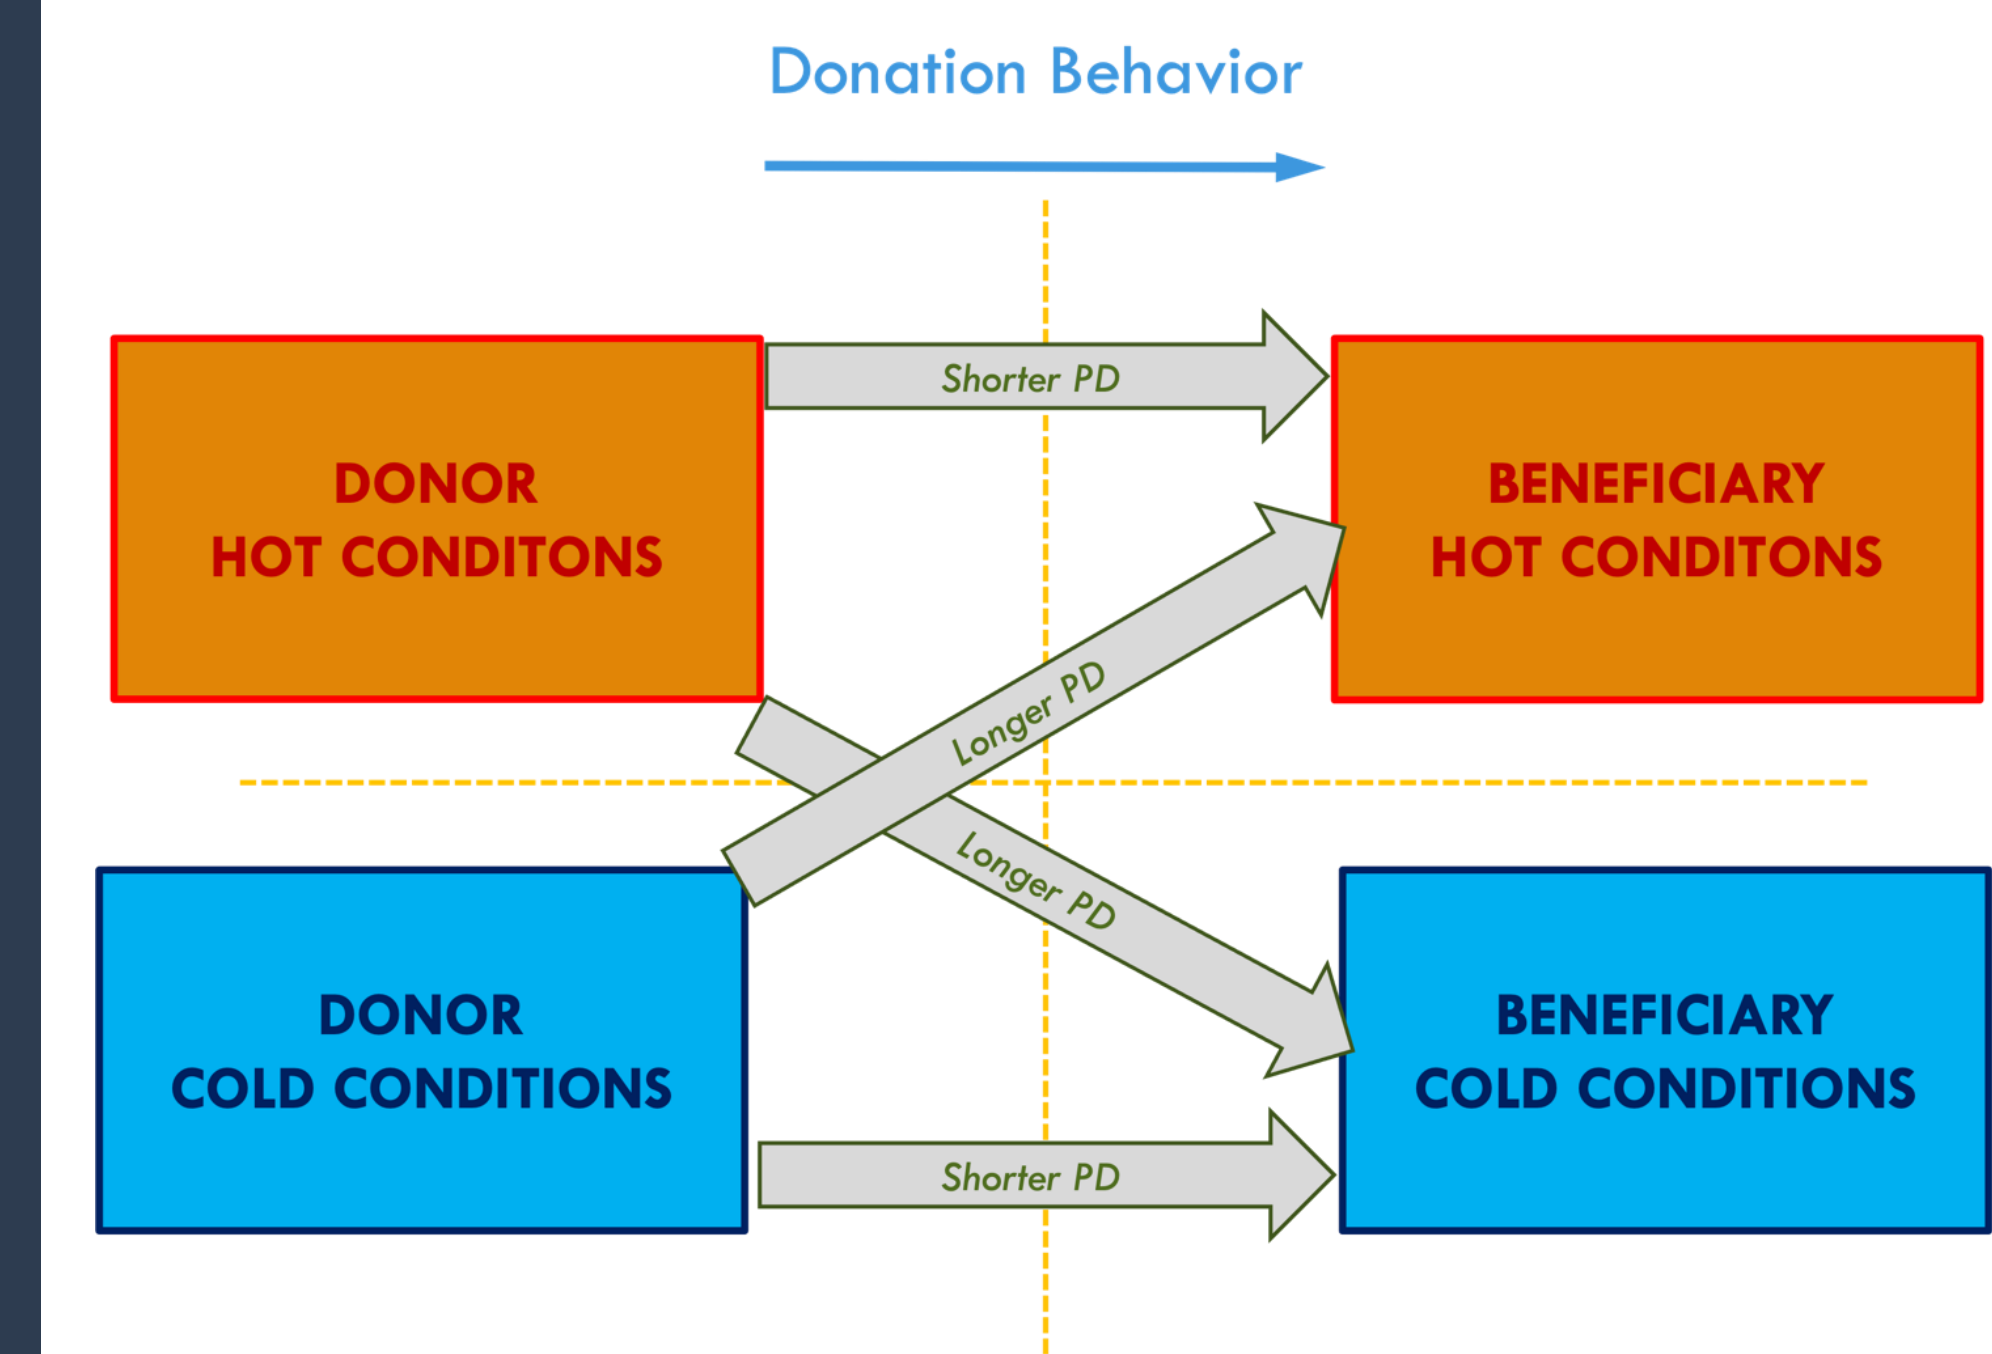 Donation Behavior
Shorter PD
DONOR
HOT CONDITONS
BENEFICIARY
HOT CONDITONS
Longer PD
Longer PD
DONOR
COLD CONDITIONS
BENEFICIARY
COLD CONDITIONS
Shorter PD